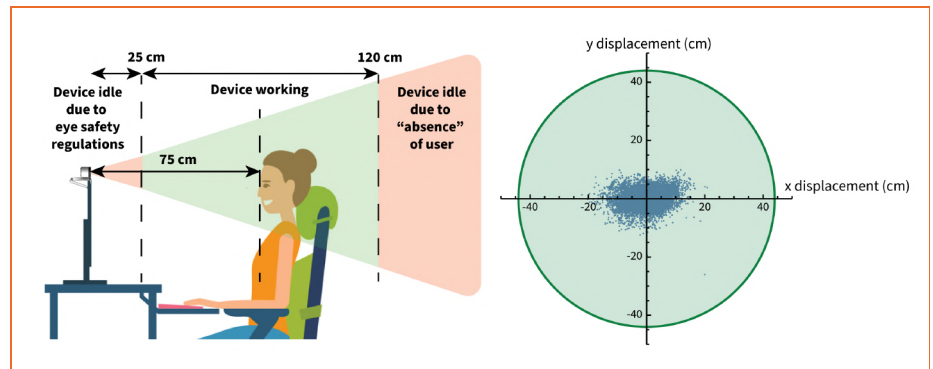 25 cm
120 cm
Device idle
due to
eye safety
regulations
Device working
Device idle
due to
“absence”
of user
75 cm
y displacement (cm)
40
20
x displacement (cm)
-40
-20
20
40
-20
-40